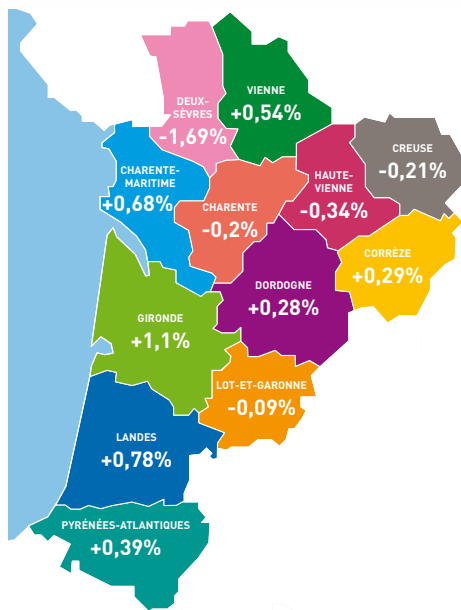 VIENNE
+0,54%
DEUX-
SÈVRES
-1,69%
CREUSE
-0,21%
CHARENTE-
MARITIME
+0,68%
HAUTE-
VIENNE
-0,34%
CHARENTE
-0,2%
CORRÈZE
+0,29%
DORDOGNE
+0,28%
GIRONDE
+1,1%
LOT-ET-GARONNE
-0,09%
LANDES
+0,78%
PYRÉNÉES-ATLANTIQUES
+0,39%